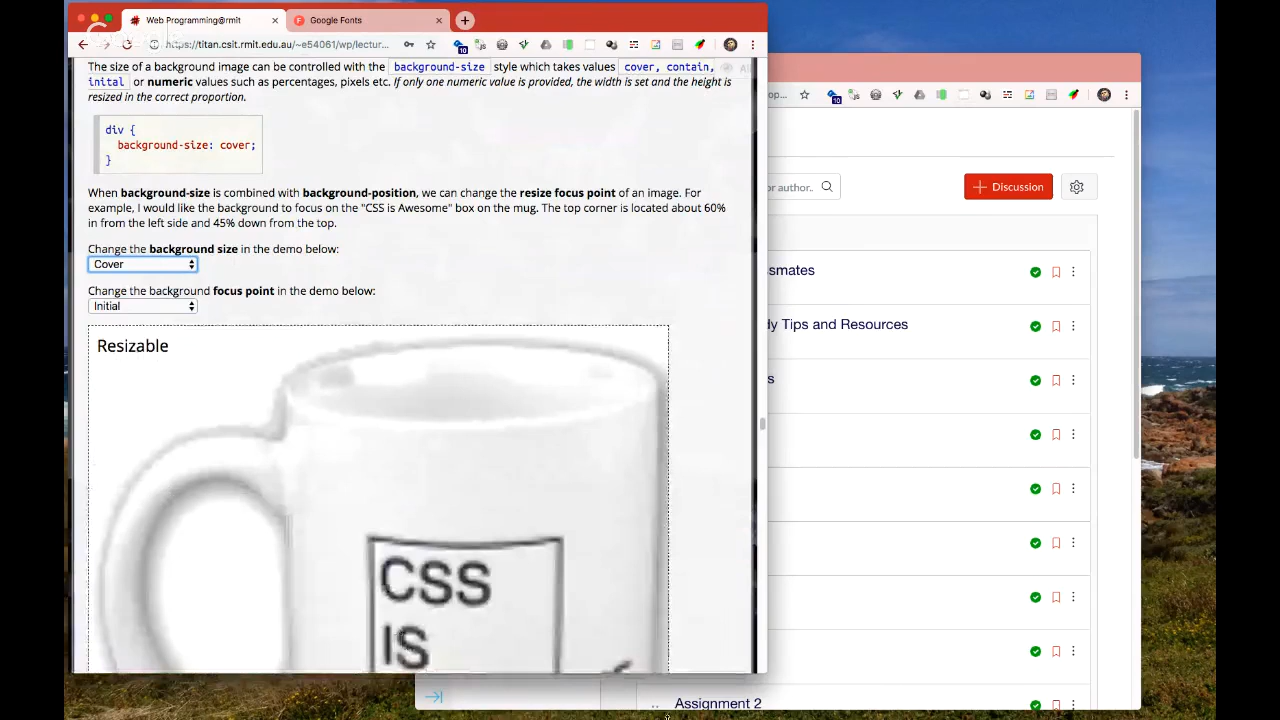 Web Programming@rmit
Google Fonts
https://titan.csit.rmit.edu.au/~e54061/wp/lectur...
10
The size of a background image can be controlled with the background-size style which takes values cover, contain,
inital or numeric values such as percentages, pixels etc. If only one numeric value is provided, the width is set and the height is
resized in the correct proportion.
div {
background-size: cover;
}
When background-size is combined with background-position, we can change the resize focus point of an image. For
example, I would like the background to focus on the "CSS is Awesome" box on the mug. The top corner is located about 60%
in from the left side and 45% down from the top.
Change the background size in the demo below:
Cover
Change the background focus point in the demo below:
Initial
Resizable
CSS
IS
op...
10
or author..
Discussion
smates
dy Tips and Resources
s
Assignment 2